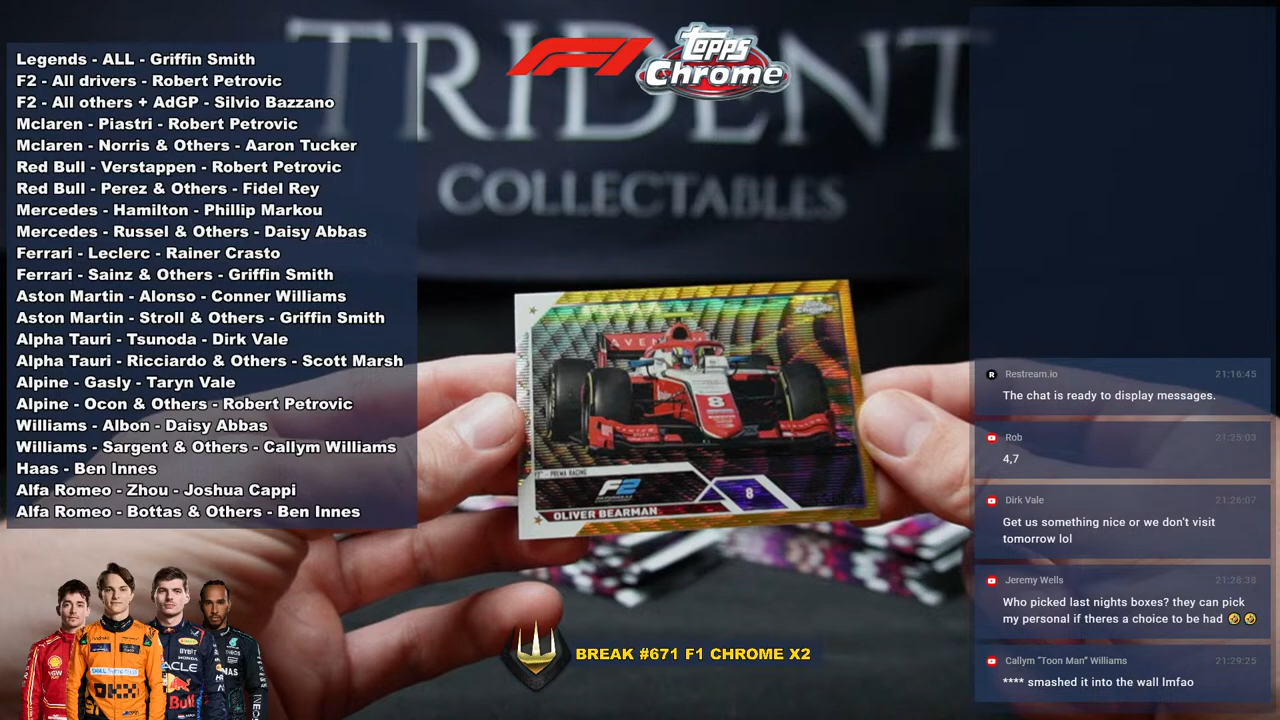 TRIDENT
COLLECTABLES
F1
Topps
Chrome
Legends - ALL - Griffin Smith
F2 - All drivers - Robert Petrovic
F2 - All others + AdGP - Silvio Bazzano
Mclaren - Piastri - Robert Petrovic
Mclaren - Norris & Others - Aaron Tucker
Red Bull - Verstappen - Robert Petrovic
Red Bull - Perez & Others - Fidel Rey
Mercedes - Hamilton - Phillip Markou
Mercedes - Russel & Others - Daisy Abbas
Ferrari - Leclerc - Rainer Crasto
Ferrari - Sainz & Others - Griffin Smith
Aston Martin - Alonso - Conner Williams
Aston Martin - Stroll & Others - Griffin Smith
Alpha Tauri - Tsunoda - Dirk Vale
Alpha Tauri - Ricciardo & Others - Scott Marsh
Alpine - Gasly - Taryn Vale
Alpine - Ocon & Others - Robert Petrovic
Williams - Albon - Daisy Abbas
Williams - Sargent & Others - Callym Williams
Haas - Ben Innes
Alfa Romeo - Zhou - Joshua Cappi
Alfa Romeo - Bottas & Others - Ben Innes
Chrome
8
PREMA RACING
F2
8
OLIVER BEARMAN
BREAK #671 F1 CHROME X2
R Restream.io 21:16:45
The chat is ready to display messages.
Rob 21:25:03
4,7
Dirk Vale 21:26:07
Get us something nice or we don't visit
tomorrow lol
Jeremy Wells 21:28:38
Who picked last nights boxes? they can pick
my personal if theres a choice to be had 🤣 🤣
Callym "Toon Man" Williams 21:29:25
**** smashed it into the wall lmfao